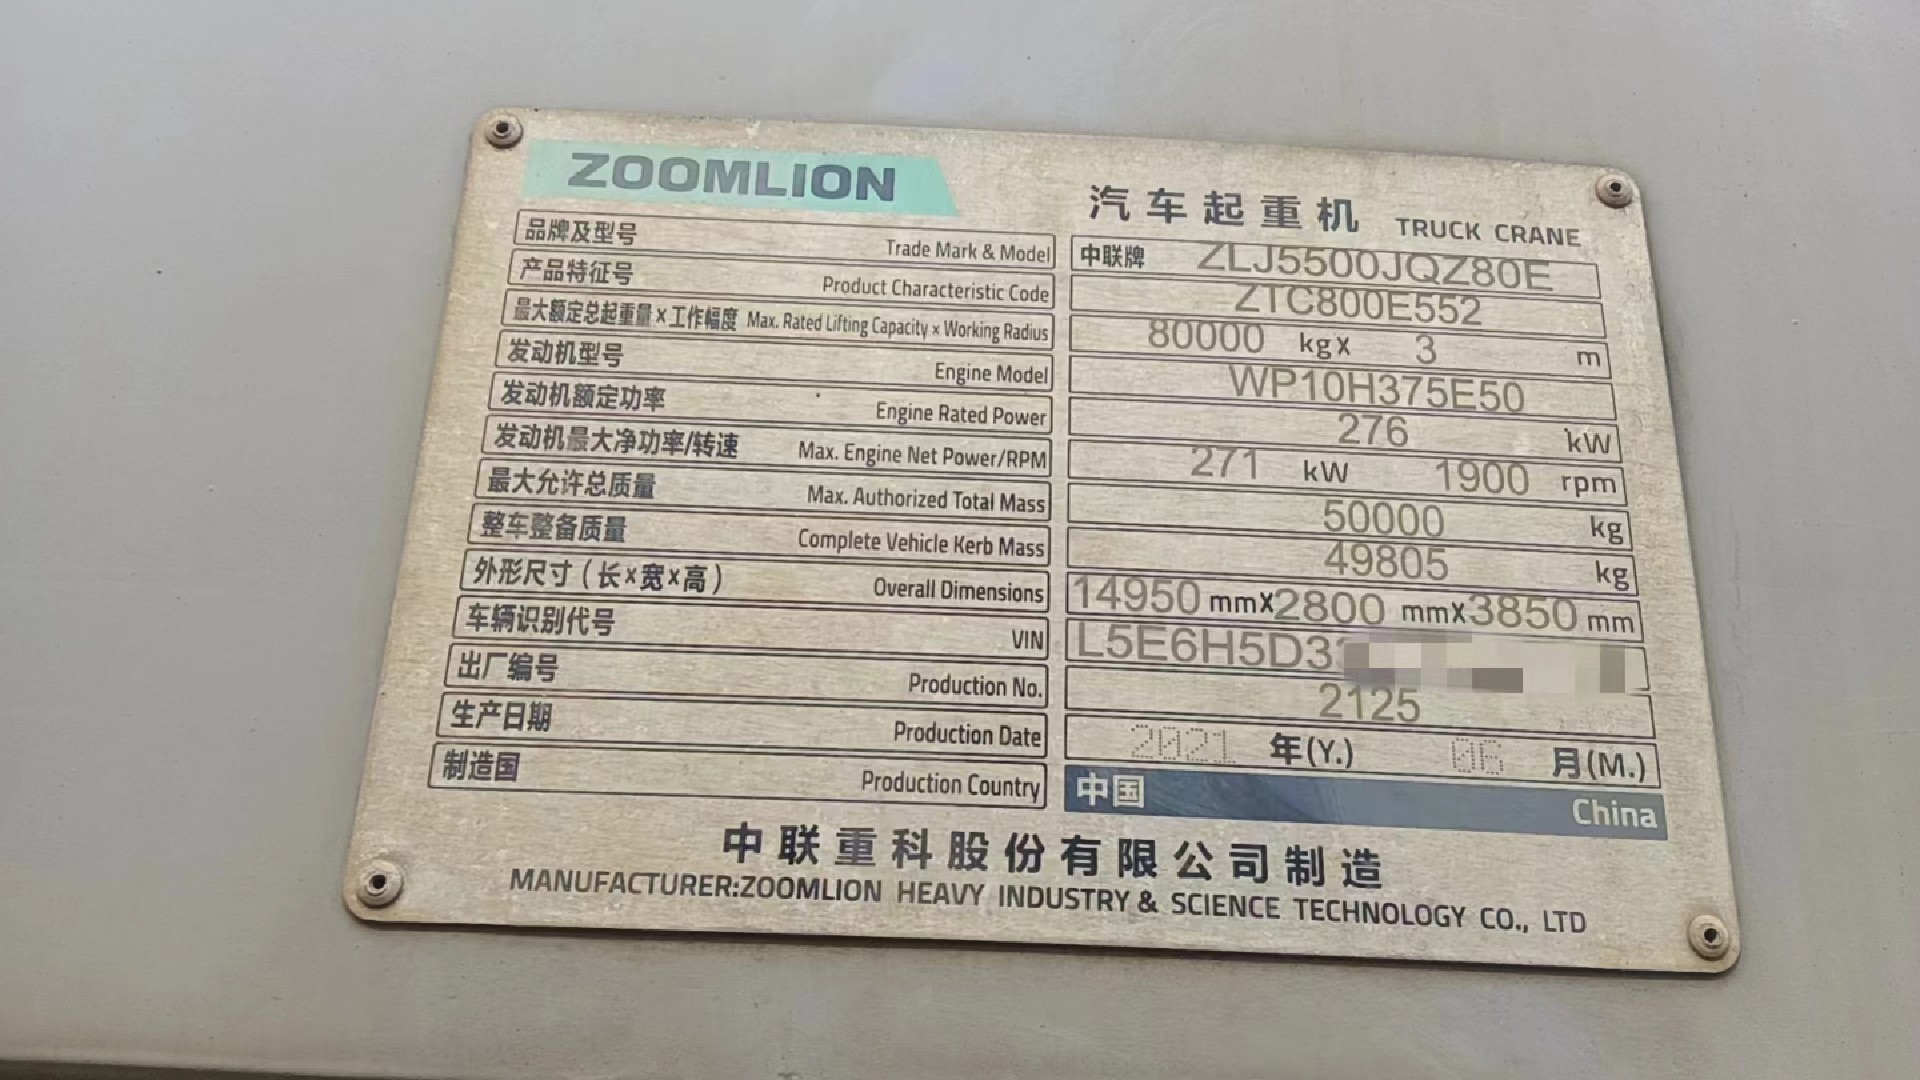 ZOOMLION
汽车起重机 TRUCK CRANE
品牌及型号 Trade Mark & Model 中联牌 ZLJ5500JQZ80E
产品特征号 Product Characteristic Code ZTC800E552
最大额定总起重量×工作幅度 Max. Rated Lifting Capacity x Working Radius 80000 kgx 3 m
发动机型号 Engine Model WP10H375E50
发动机额定功率 Engine Rated Power 276 kW
发动机最大净功率/转速 Max. Engine Net Power/RPM 271 kW 1900 rpm
最大允许总质量 Max. Authorized Total Mass 50000 kg
整车整备质量 Complete Vehicle Kerb Mass 49805 kg
外形尺寸(长×宽×高) Overall Dimensions 14950 mmx2800 mmx3850 mm
车辆识别代号 VIN L5E6H5D3
出厂编号 Production No. 2125
生产日期 Production Date 2021 年(Y.) 06 月(M.)
制造国 Production Country 中国 China
中联重科股份有限公司制造
MANUFACTURER:ZOOMLION HEAVY INDUSTRY & SCIENCE TECHNOLOGY CO., LTD